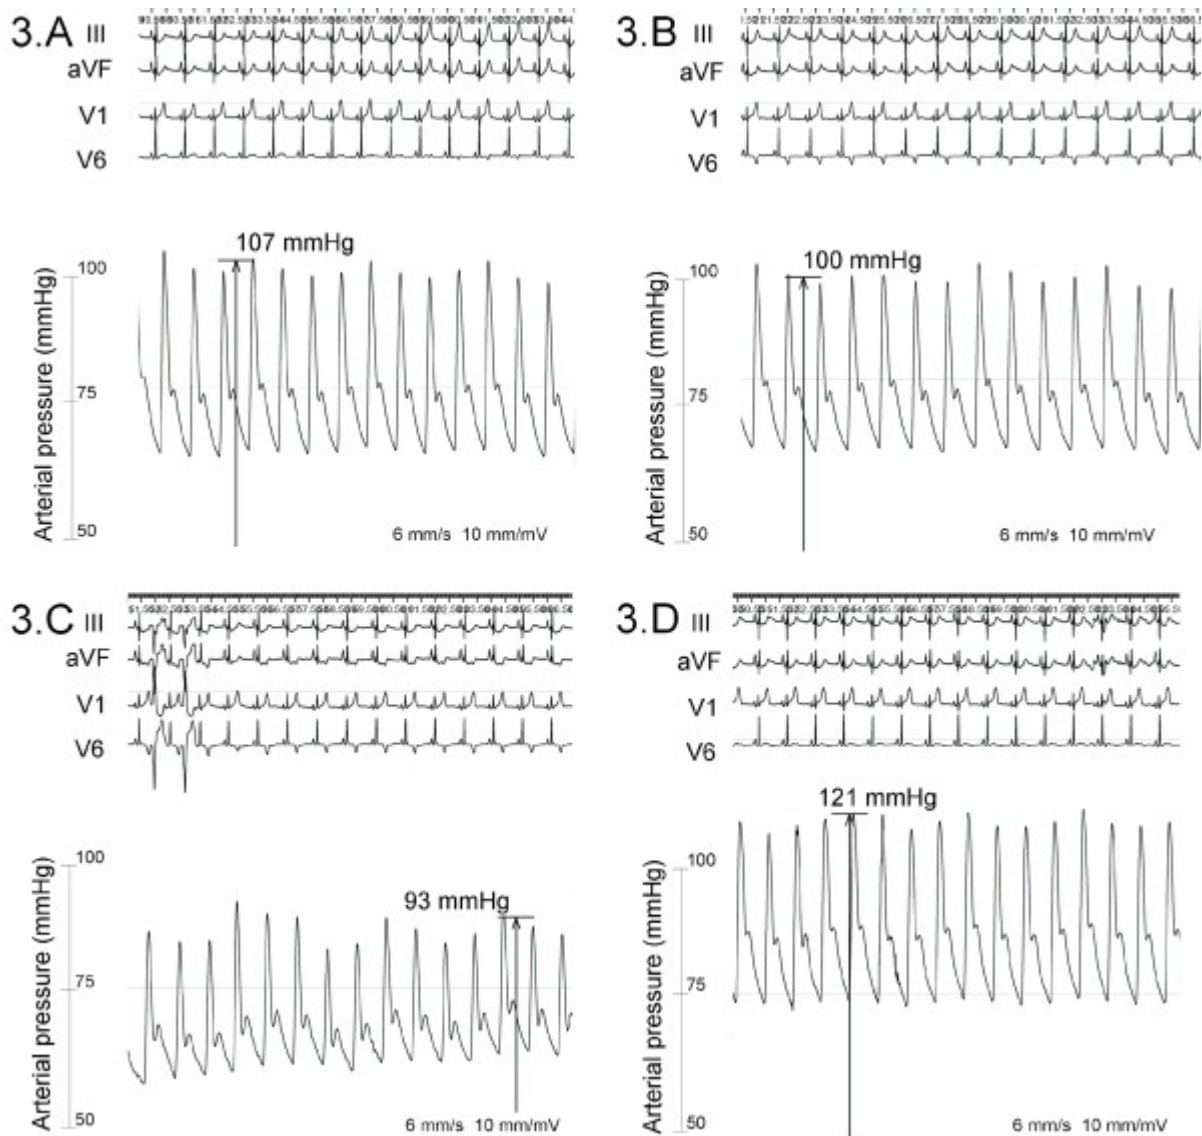 3.A
III
aVF
V1
V6
107 mmHg
Arterial pressure (mmHg)
100
75
50
6 mm/s 10 mm/mV
3.B
III
aVF
V1
V6
100 mmHg
Arterial pressure (mmHg)
100
75
50
6 mm/s 10 mm/mV
3.C
III
aVF
V1
V6
93 mmHg
Arterial pressure (mmHg)
100
75
50
6 mm/s 10 mm/mV
3.D
III
aVF
V1
V6
121 mmHg
Arterial pressure (mmHg)
100
75
50
6 mm/s 10 mm/mV